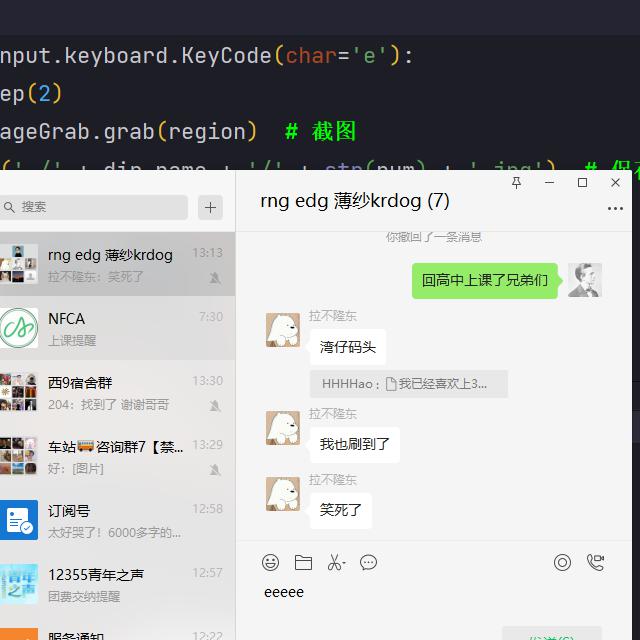 nput.keyboard.KeyCode(char='e'):
ep(2)
ageGrab.grab(region)  # 截图
搜索
rng edg 薄纱krdog (7)
rng edg 薄纱krdog 13:13
拉不隆东：笑死了
NFCA 7:30
上课提醒
西9宿舍群 13:30
204：找到了 谢谢哥哥
车站🚌咨询群7【禁... 13:29
好：[图片]
订阅号 12:58
太好哭了！6000多字的...
12355青年之声 12:57
团费交纳提醒
服务通知 12:22
你撤回了一条消息
回高中上课了兄弟们
拉不隆东
湾仔码头
HHHHao：我已经喜欢上3...
拉不隆东
我也刷到了
拉不隆东
笑死了
eeeee